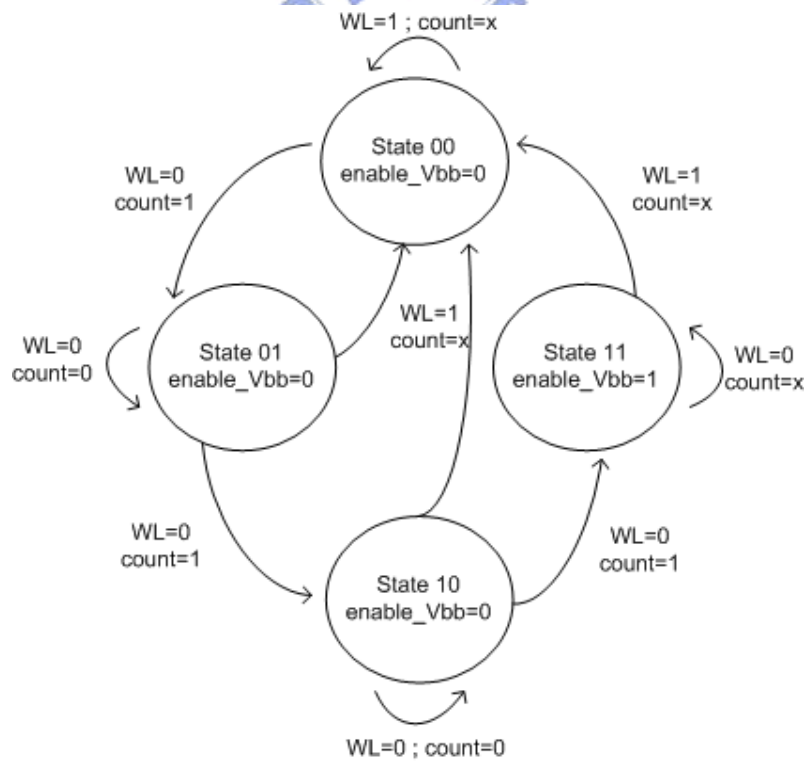 WL=1 ; count=x
State 00
enable_Vbb=0
WL=0
count=1
WL=1
count=x
WL=1
count=x
WL=0
count=0
State 01
enable_Vbb=0
State 11
enable_Vbb=1
WL=0
count=x
WL=0
count=1
WL=0
count=1
State 10
enable_Vbb=0
WL=0 ; count=0